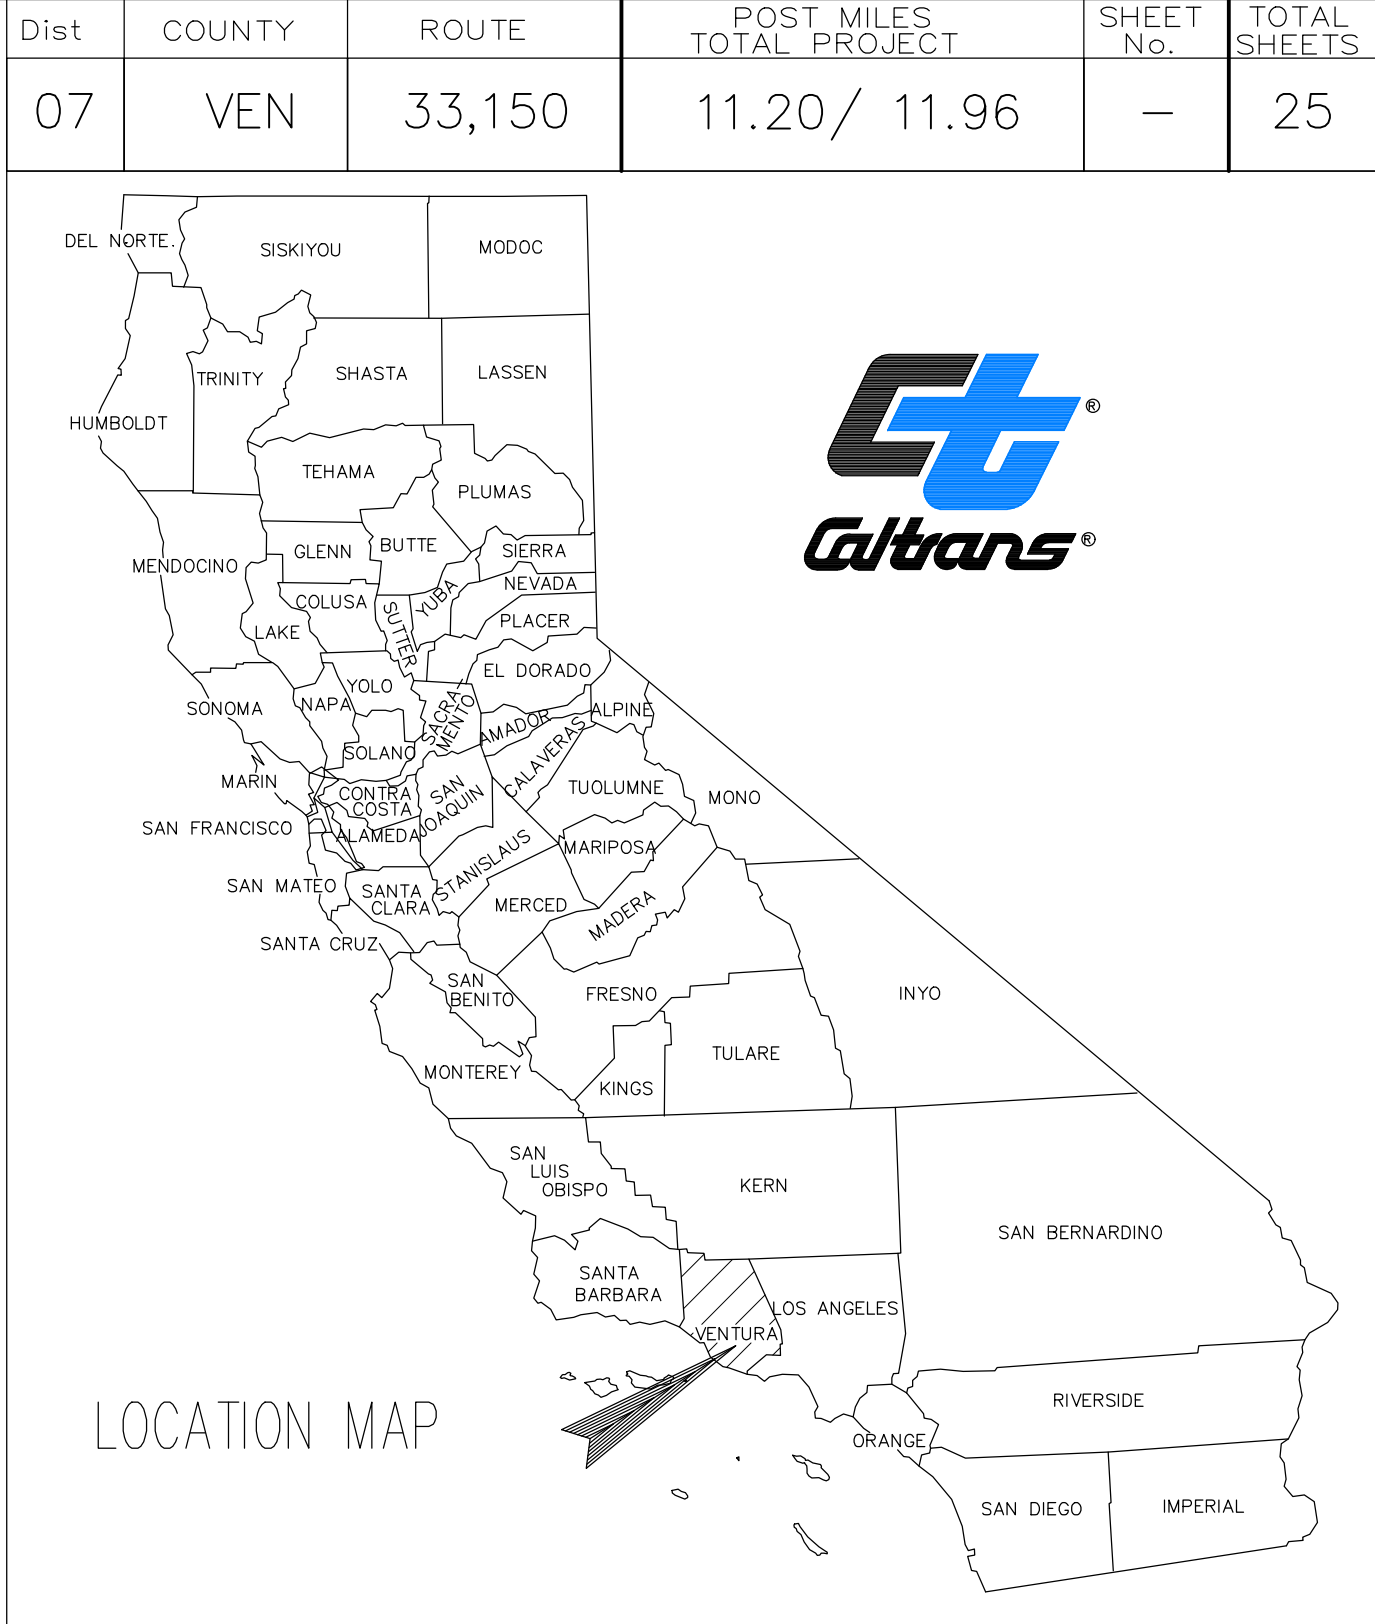 Dist COUNTY ROUTE POST MILES TOTAL PROJECT SHEET No. TOTAL SHEETS
07 VEN 33,150 11.20/ 11.96 – 25
DEL NORTE.
SISKIYOU
MODOC
TRINITY
SHASTA
LASSEN
HUMBOLDT
®
TEHAMA
PLUMAS
Caltrans®
MENDOCINO
GLENN
BUTTE
SIERRA
COLUSA
SUTTER
YUBA
NEVADA
LAKE
PLACER
EL DORADO
SONOMA
NAPA
YOLO
SACRA-
MENTO
AMADOR
ALPINE
SOLANO
CALAVERAS
MARIN
CONTRA
COSTA
SAN
JOAQUIN
TUOLUMNE
MONO
SAN FRANCISCO
ALAMEDA
STANISLAUS
MARIPOSA
SAN MATEO
SANTA
CLARA
MERCED
MADERA
SANTA CRUZ
SAN
BENITO
FRESNO
INYO
MONTEREY
KINGS
TULARE
SAN
LUIS
OBISPO
KERN
SAN BERNARDINO
SANTA
BARBARA
VENTURA
LOS ANGELES
LOCATION MAP
RIVERSIDE
ORANGE
SAN DIEGO
IMPERIAL